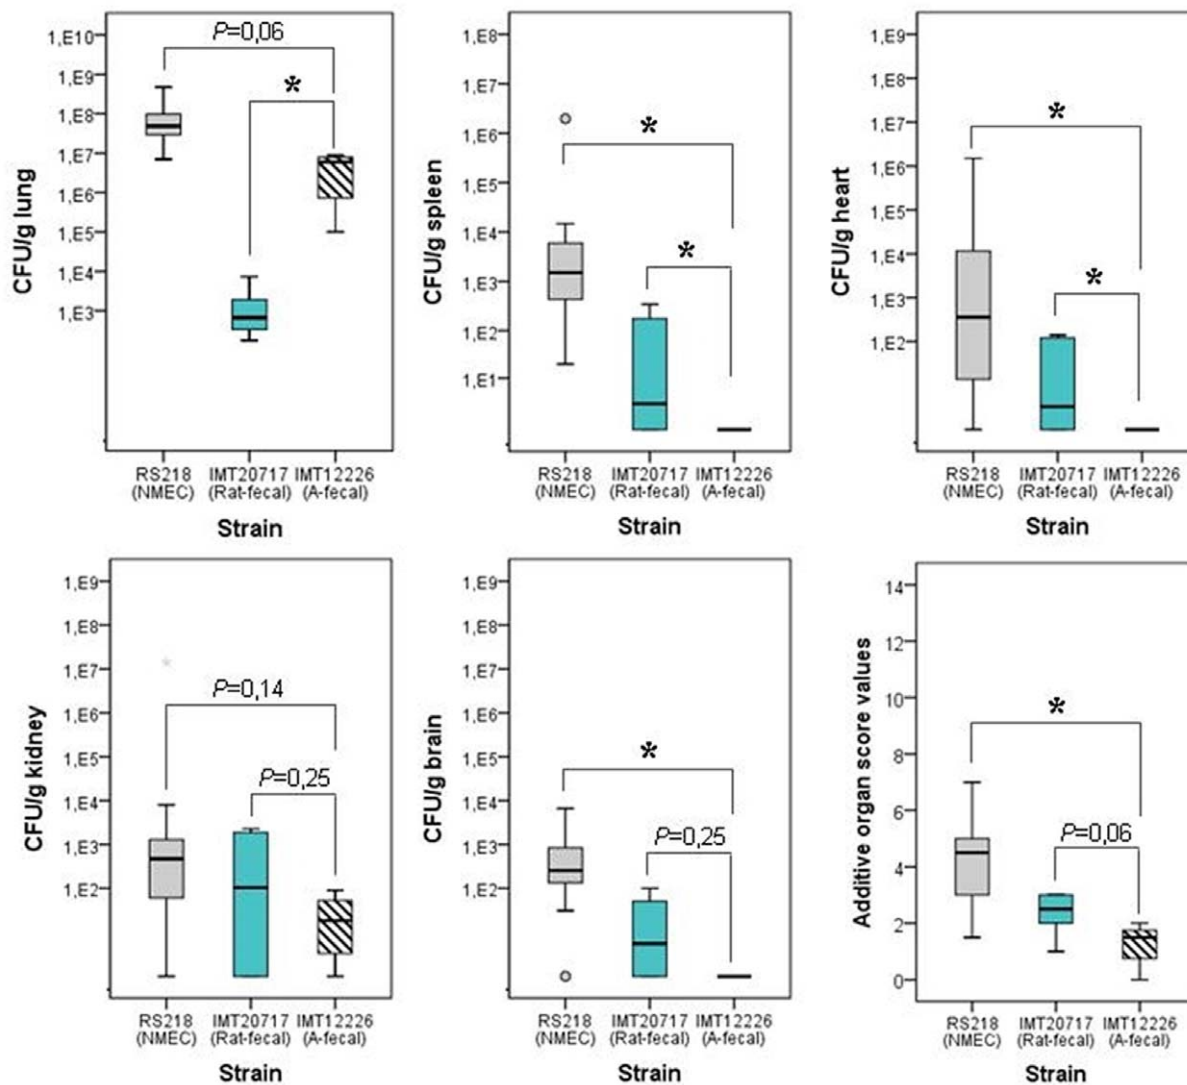 CFU/g lung
1,E10
1,E9
1,E8
1,E7
1,E6
1,E5
1,E4
1,E3
P=0,06
*
RS218
(NMEC)
IMT20717
(Rat-fecal)
IMT12226
(A-fecal)
Strain
CFU/g spleen
1,E8
1,E7
1,E6
1,E5
1,E4
1,E3
1,E2
1,E1
*
*
RS218
(NMEC)
IMT20717
(Rat-fecal)
IMT12226
(A-fecal)
Strain
CFU/g heart
1,E9
1,E8
1,E7
1,E6
1,E5
1,E4
1,E3
1,E2
*
*
RS218
(NMEC)
IMT20717
(Rat-fecal)
IMT12226
(A-fecal)
Strain
CFU/g kidney
1,E9
1,E8
1,E7
1,E6
1,E5
1,E4
1,E3
1,E2
P=0,14
P=0,25
RS218
(NMEC)
IMT20717
(Rat-fecal)
IMT12226
(A-fecal)
Strain
CFU/g brain
1,E9
1,E8
1,E7
1,E6
1,E5
1,E4
1,E3
1,E2
*
P=0,25
RS218
(NMEC)
IMT20717
(Rat-fecal)
IMT12226
(A-fecal)
Strain
Additive organ score values
14
12
10
8
6
4
2
0
*
P=0,06
RS218
(NMEC)
IMT20717
(Rat-fecal)
IMT12226
(A-fecal)
Strain